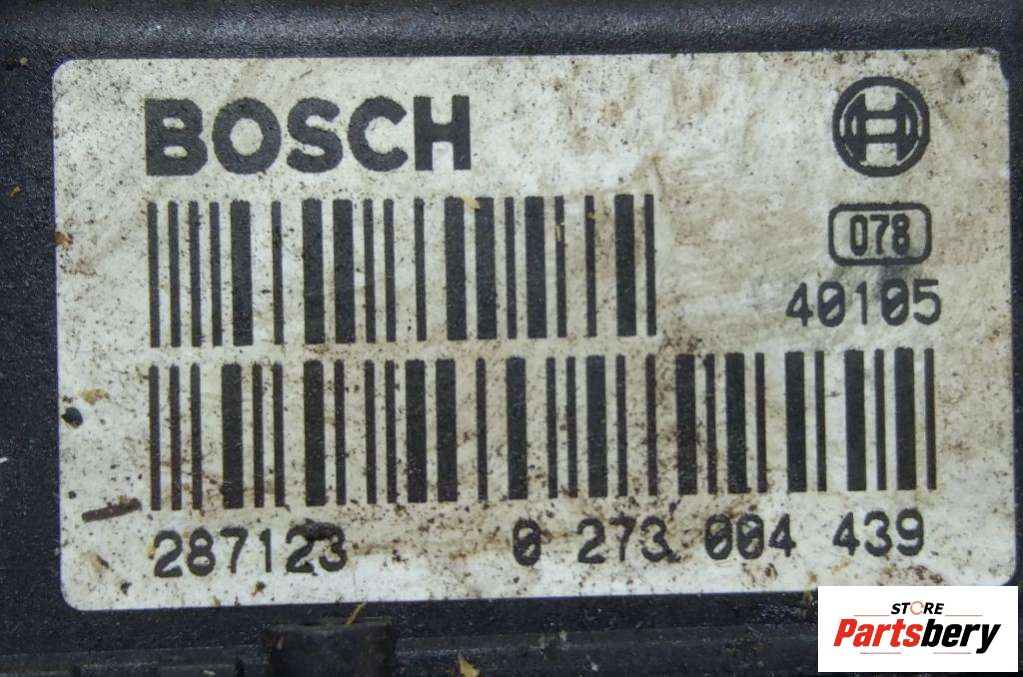 BOSCH
078
40105
287123 0 273 004 439
STORE
Partsbery